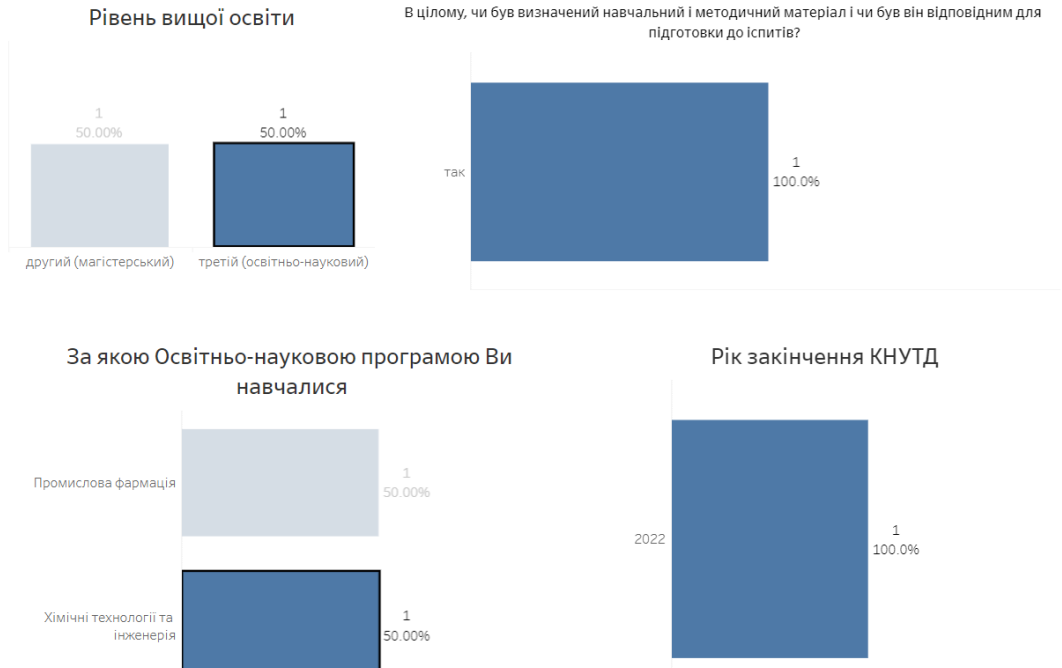 Рівень вищої освіти
1
50.00%
1
50.00%
другий (магістерський)
третій (освітньо-науковий)
В цілому, чи був визначений навчальний і методичний матеріал і чи був він відповідним для
підготовки до іспитів?
так
1
100.0%
За якою Освітньо-науковою програмою Ви
навчалися
Промислова фармація
1
50.00%
Хімічні технології та
інженерія
1
50.00%
Рік закінчення КНУТД
2022
1
100.0%